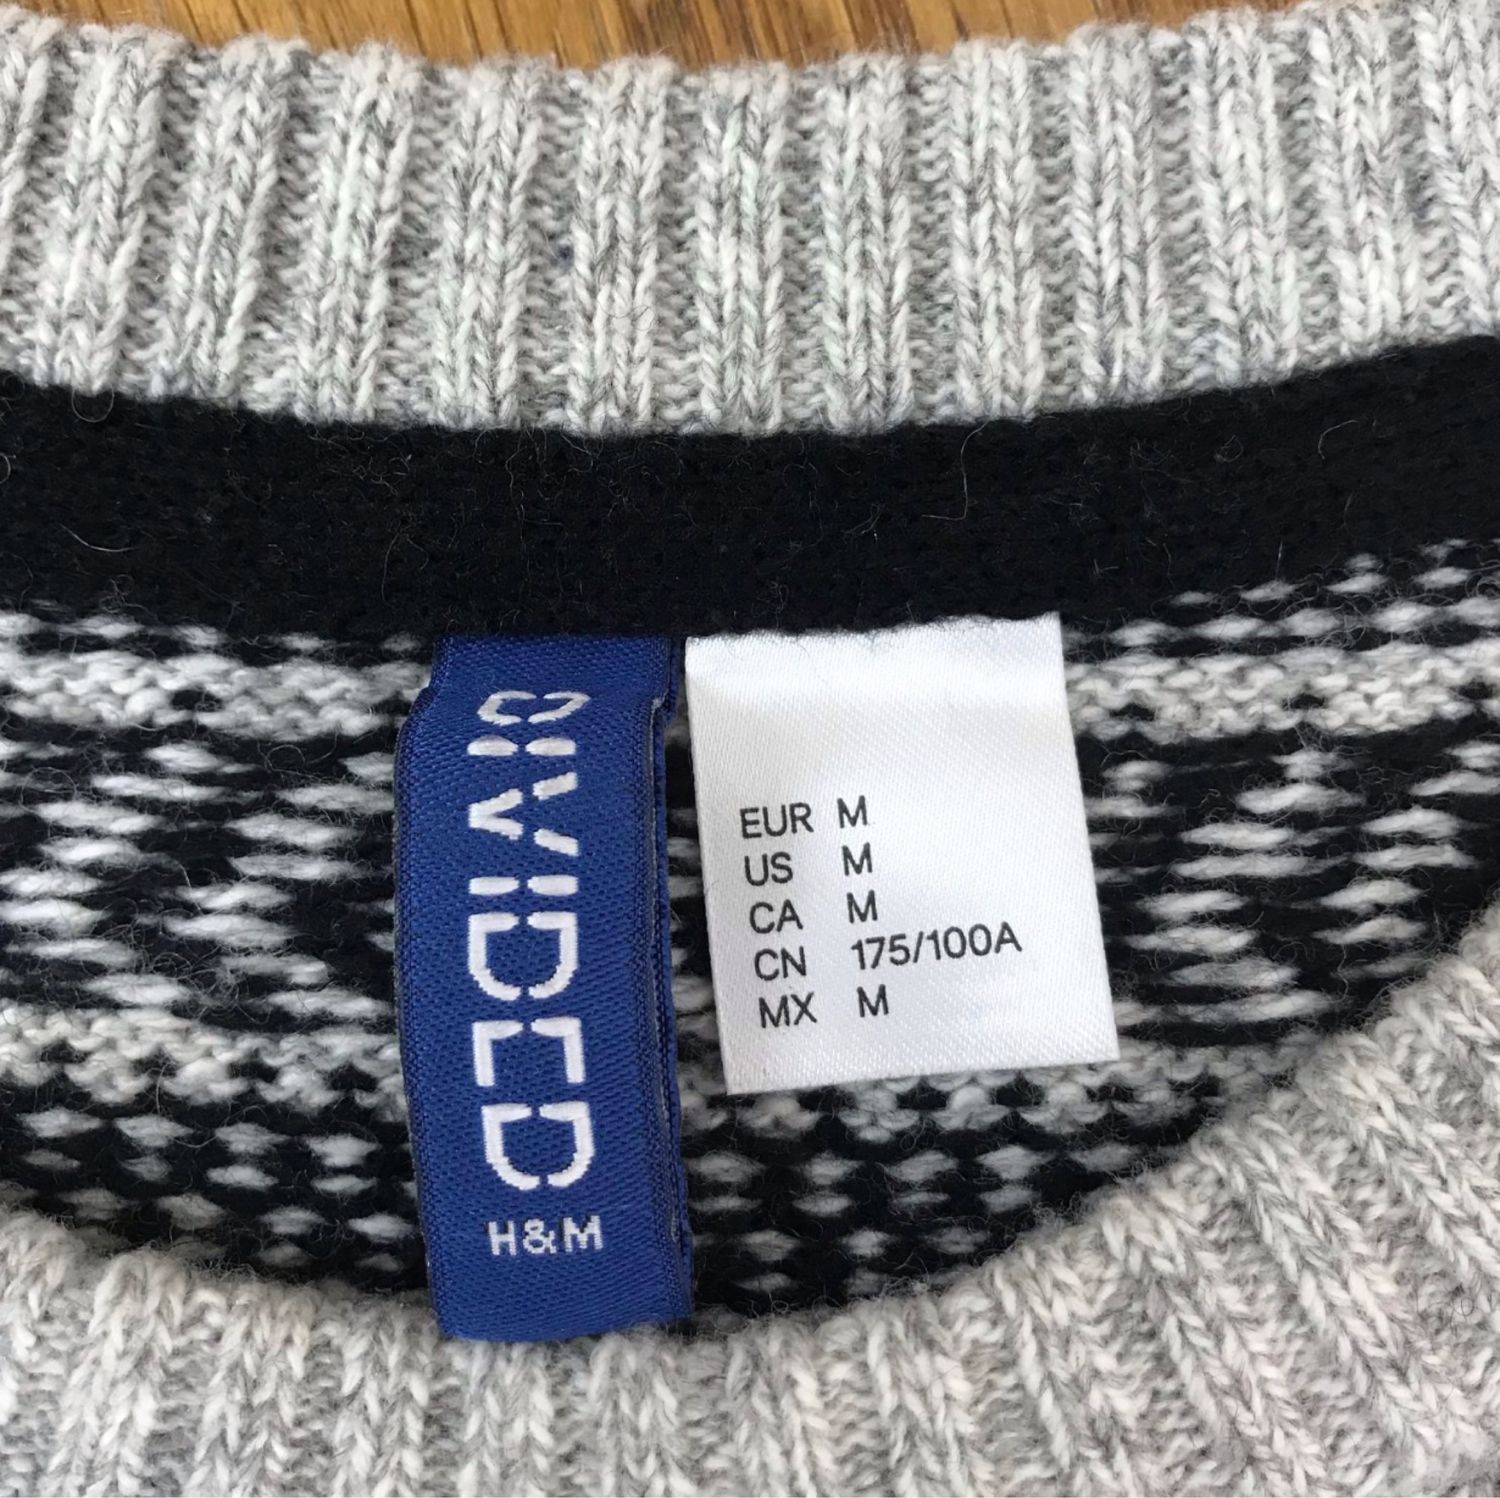 DIVIDED
H&M
EUR M
US M
CA M
CN 175/100A
MX M